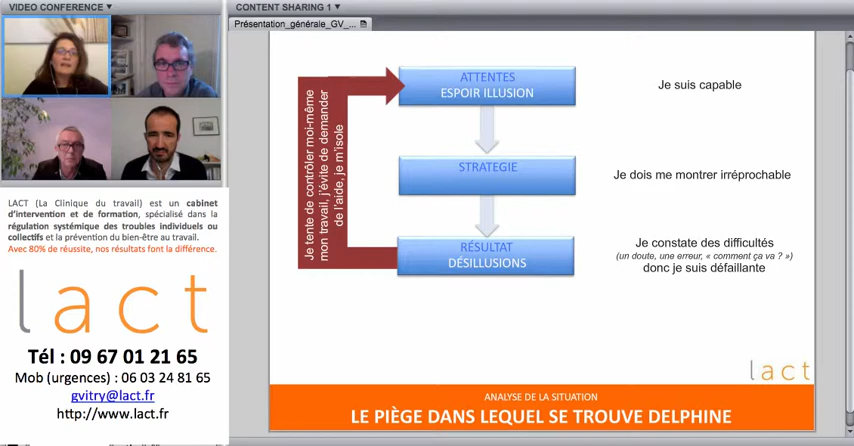 VIDEO CONFERENCE
CONTENT SHARING 1
Présentation_générale_GV_...
LACT (La Clinique du travail) est un cabinet
d'intervention et de formation, spécialisé dans la
régulation systémique des troubles individuels ou
collectifs et la prévention du bien-être au travail.
Avec 80% de réussite, nos résultats font la différence.
lact
Tél : 09 67 01 21 65
Mob (urgences) : 06 03 24 81 65
gvitry@lact.fr
http://www.lact.fr
Je tente de contrôler moi-même
mon travail, j'évite de demander
de l'aide, je m'isole
ATTENTES
ESPOIR ILLUSION
Je suis capable
STRATEGIE
Je dois me montrer irréprochable
RÉSULTAT
DÉSILLUSIONS
Je constate des difficultés
(un doute, une erreur, « comment ça va ? »)
donc je suis défaillante
lact
ANALYSE DE LA SITUATION
LE PIÈGE DANS LEQUEL SE TROUVE DELPHINE